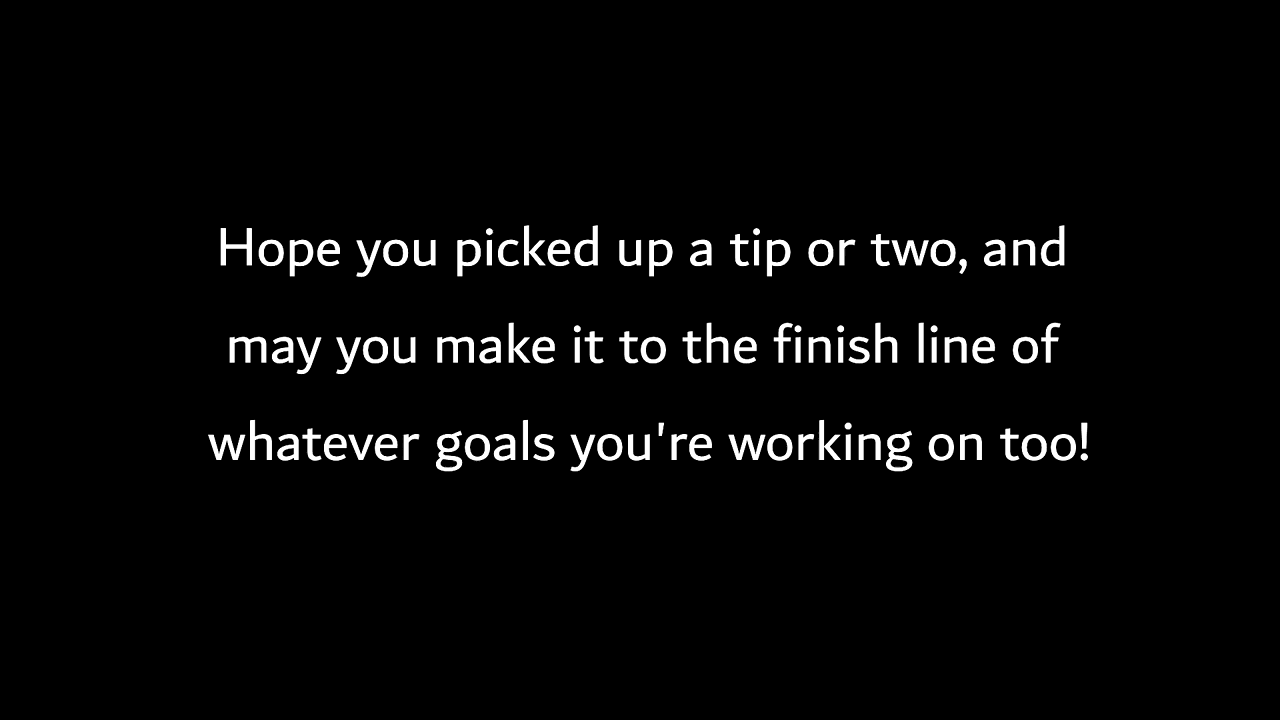 Hope you picked up a tip or two, and
may you make it to the finish line of
whatever goals you're working on too!